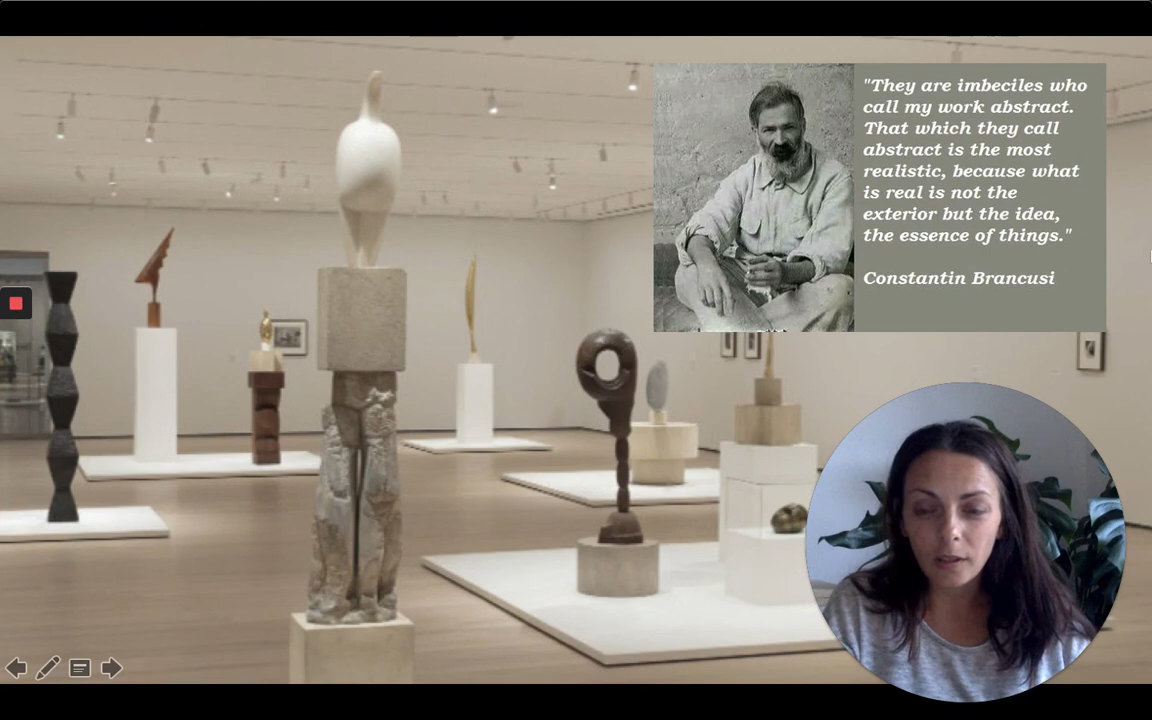 "They are imbeciles who
call my work abstract.
That which they call
abstract is the most
realistic, because what
is real is not the
exterior but the idea,
the essence of things."
Constantin Brancusi